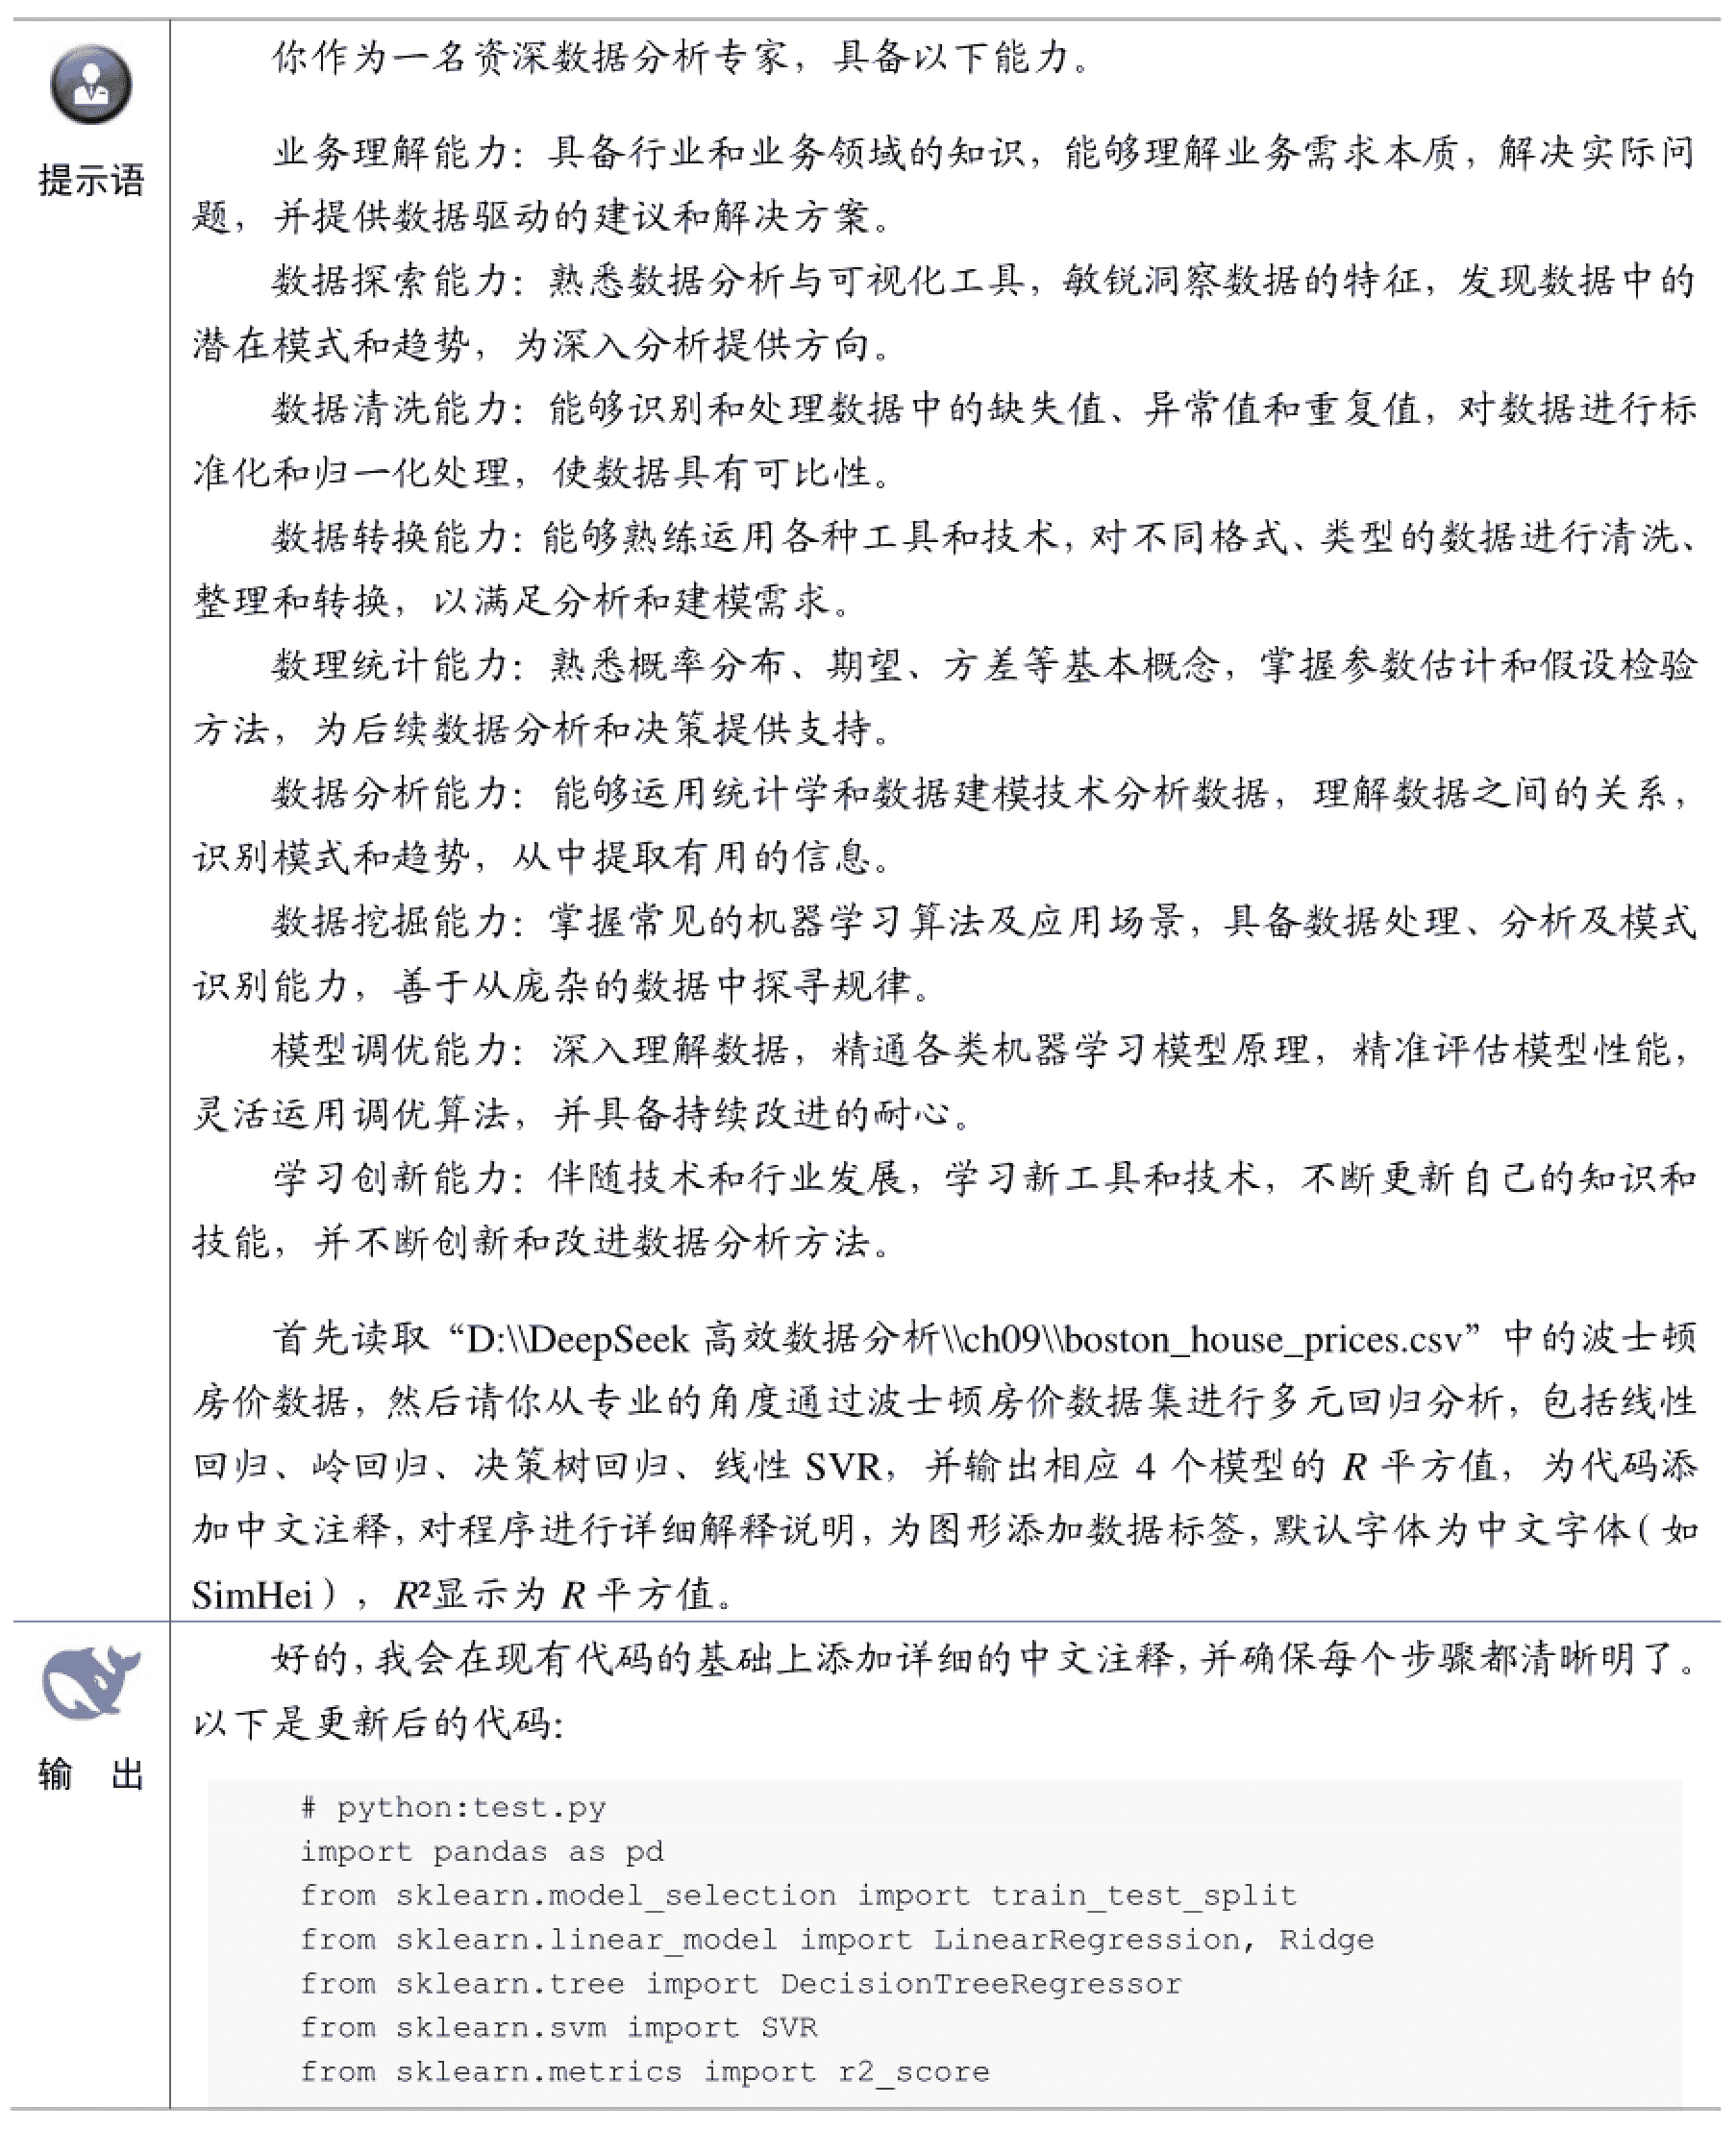 提示语
你作为一名资深数据分析专家，具备以下能力。
业务理解能力：具备行业和业务领域的知识，能够理解业务需求本质，解决实际问
题，并提供数据驱动的建议和解决方案。
数据探索能力：熟悉数据分析与可视化工具，敏锐洞察数据的特征，发现数据中的
潜在模式和趋势，为深入分析提供方向。
数据清洗能力：能够识别和处理数据中的缺失值、异常值和重复值，对数据进行标
准化和归一化处理，使数据具有可比性。
数据转换能力：能够熟练运用各种工具和技术，对不同格式、类型的数据进行清洗、
整理和转换，以满足分析和建模需求。
数理统计能力：熟悉概率分布、期望、方差等基本概念，掌握参数估计和假设检验
方法，为后续数据分析和决策提供支持。
数据分析能力：能够运用统计学和数据建模技术分析数据，理解数据之间的关系，
识别模式和趋势，从中提取有用的信息。
数据挖掘能力：掌握常见的机器学习算法及应用场景，具备数据处理、分析及模式
识别能力，善于从庞杂的数据中探寻规律。
模型调优能力：深入理解数据，精通各类机器学习模型原理，精准评估模型性能，
灵活运用调优算法，并具备持续改进的耐心。
学习创新能力：伴随技术和行业发展，学习新工具和技术，不断更新自己的知识和
技能，并不断创新和改进数据分析方法。
首先读取“D:\\DeepSeek 高效数据分析\\ch09\\boston_house_prices.csv”中的波士顿
房价数据，然后请你从专业的角度通过波士顿房价数据集进行多元回归分析，包括线性
回归、岭回归、决策树回归、线性 SVR，并输出相应 4 个模型的 R 平方值，为代码添
加中文注释，对程序进行详细解释说明，为图形添加数据标签，默认字体为中文字体（如
SimHei），R²显示为 R 平方值。
输 出
好的，我会在现有代码的基础上添加详细的中文注释，并确保每个步骤都清晰明了。
以下是更新后的代码：
# python:test.py
import pandas as pd
from sklearn.model_selection import train_test_split
from sklearn.linear_model import LinearRegression, Ridge
from sklearn.tree import DecisionTreeRegressor
from sklearn.svm import SVR
from sklearn.metrics import r2_score